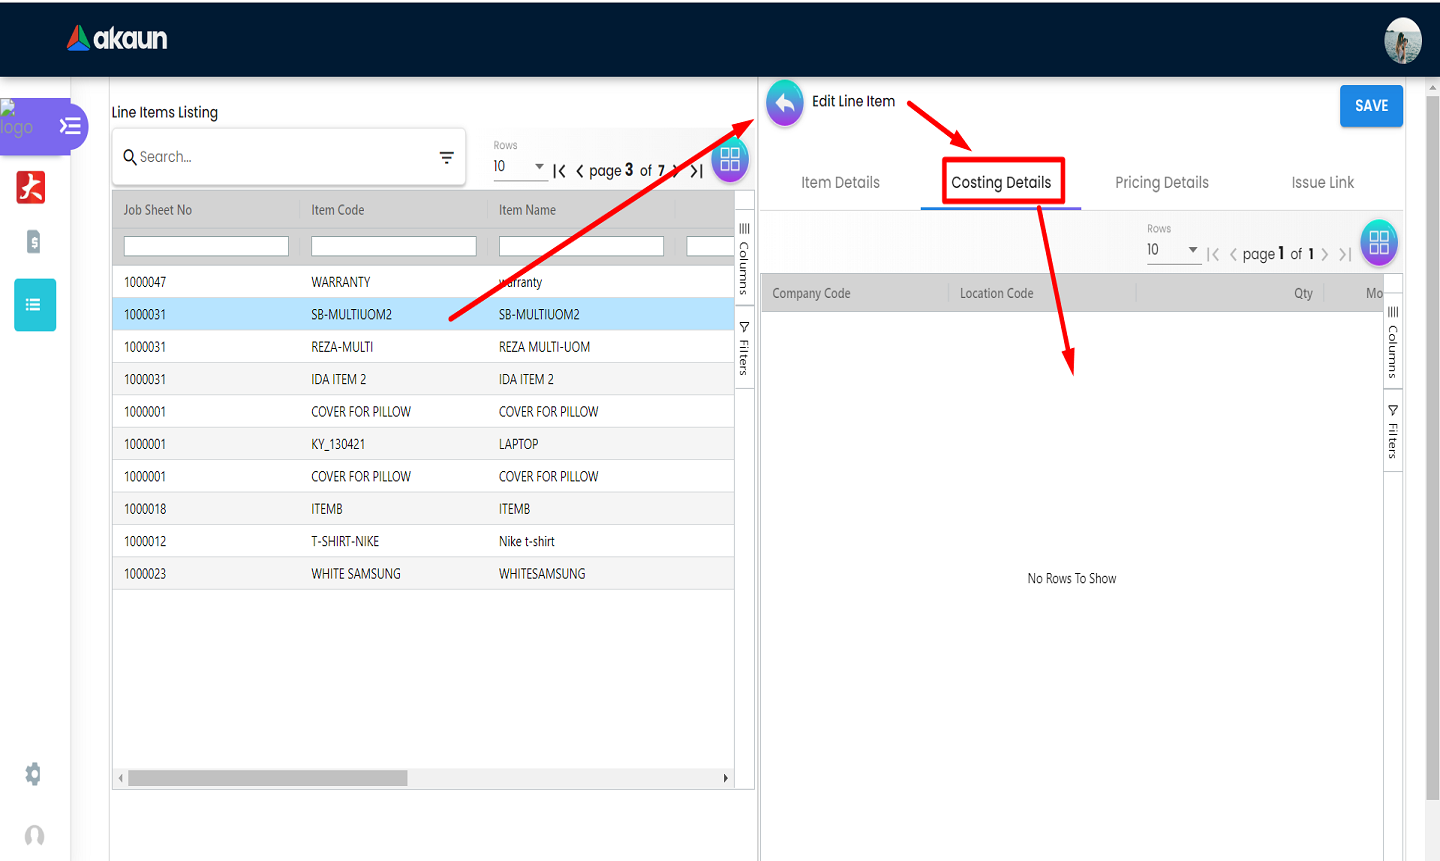 akaun
logo
Line Items Listing
Search...
Rows
10
page 3 of 7
Job Sheet No Item Code Item Name
1000047 WARRANTY warranty
1000031 SB-MULTIUOM2 SB-MULTIUOM2
1000031 REZA-MULTI REZA MULTI-UOM
1000031 IDA ITEM 2 IDA ITEM 2
1000001 COVER FOR PILLOW COVER FOR PILLOW
1000001 KY_130421 LAPTOP
1000001 COVER FOR PILLOW COVER FOR PILLOW
1000018 ITEMB ITEMB
1000012 T-SHIRT-NIKE Nike t-shirt
1000023 WHITE SAMSUNG WHITESAMSUNG
Columns
Filters
Edit Line Item
SAVE
Item Details Costing Details Pricing Details Issue Link
Rows
10
page 1 of 1
Company Code Location Code Qty Mo
No Rows To Show
Columns
Filters
大
$